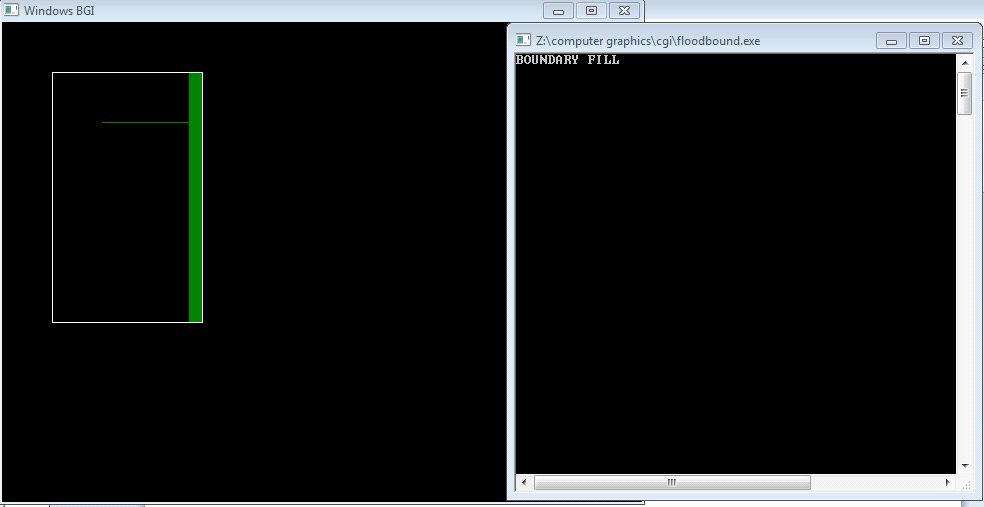 Windows BGI
Z:\computer graphics\cgi\floodbound.exe
BOUNDARY FILL